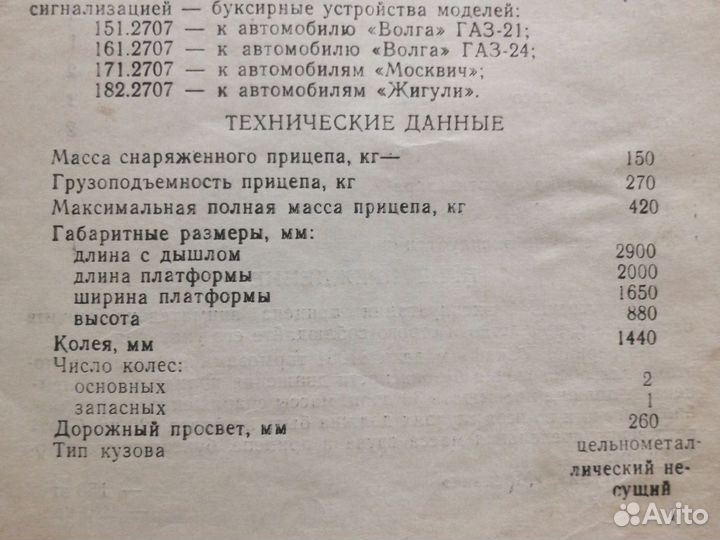 сигнализацией — буксирные устройства моделей:
151.2707 — к автомобилю «Волга» ГАЗ-21;
161.2707 — к автомобилю «Волга» ГАЗ-24;
171.2707 — к автомобилям «Москвич»;
182.2707 — к автомобилям «Жигули».
ТЕХНИЧЕСКИЕ ДАННЫЕ
Масса снаряженного прицепа, кг— 150
Грузоподъемность прицепа, кг 270
Максимальная полная масса прицепа, кг 420
Габаритные размеры, мм:
длина с дышлом 2900
длина платформы 2000
ширина платформы 1650
высота 880
Колея, мм 1440
Число колес:
основных 2
запасных 1
Дорожный просвет, мм 260
Тип кузова цельнометал-
лический не-
сущий
Avito